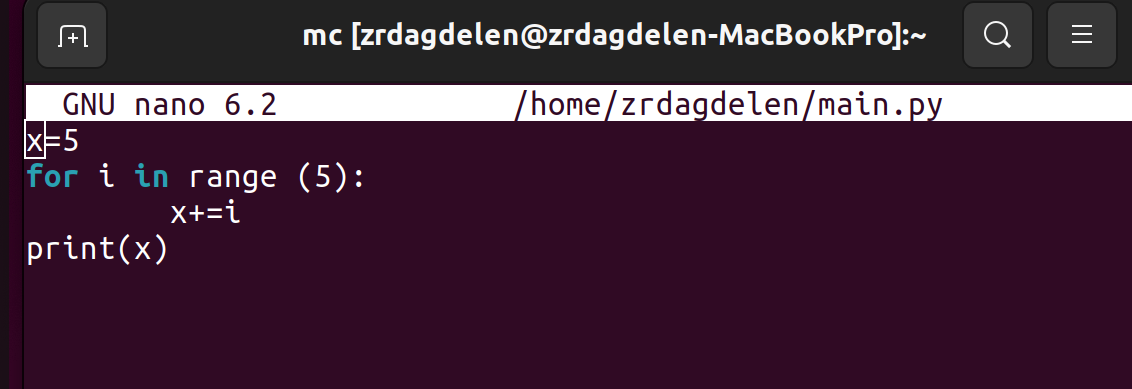 mc [zrdagdelen@zrdagdelen-MacBookPro]:~
GNU nano 6.2 /home/zrdagdelen/main.py
x=5
for i in range (5):
        x+=i
print(x)